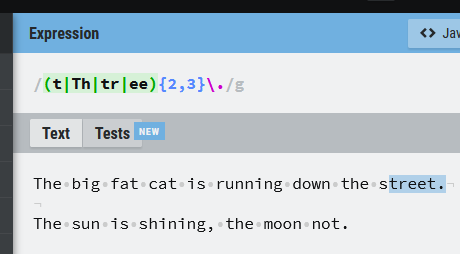 Expression
<> Jav
/(t|Th|tr|ee){2,3}\./g
Text Tests NEW
The big fat cat is running down the street.
The sun is shining, the moon not.